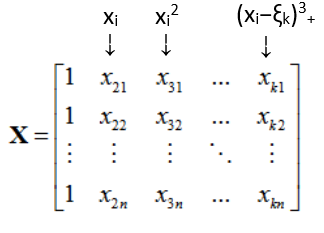 xᵢ xᵢ² (xᵢ–ξₖ)³₊
↓ ↓ ↓
1 x₂₁ x₃₁ ... xₖ₁
1 x₂₂ x₃₂ ... xₖ₂
X = ⋮ ⋮ ⋮ ⋱ ⋮
1 x₂ₙ x₃ₙ ... xₖₙ